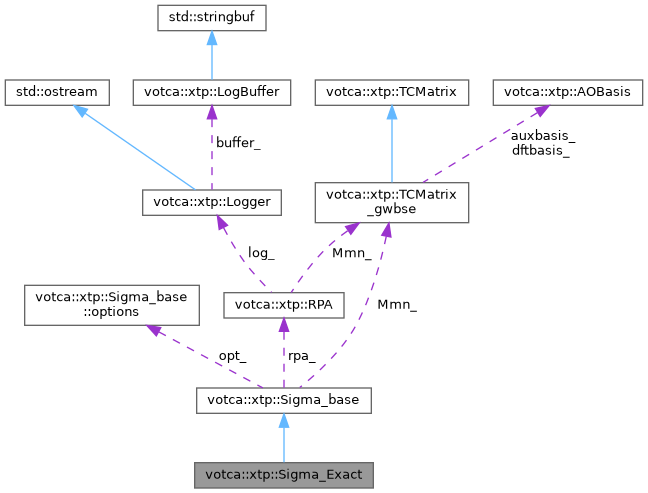 std::stringbuf
std::ostream
votca::xtp::LogBuffer
votca::xtp::TCMatrix
votca::xtp::AOBasis
buffer_
auxbasis_
dftbasis_
votca::xtp::Logger
votca::xtp::TCMatrix
_gwbse
log_
Mmn_
votca::xtp::Sigma_base
::options
votca::xtp::RPA
Mmn_
opt_
rpa_
votca::xtp::Sigma_base
votca::xtp::Sigma_Exact